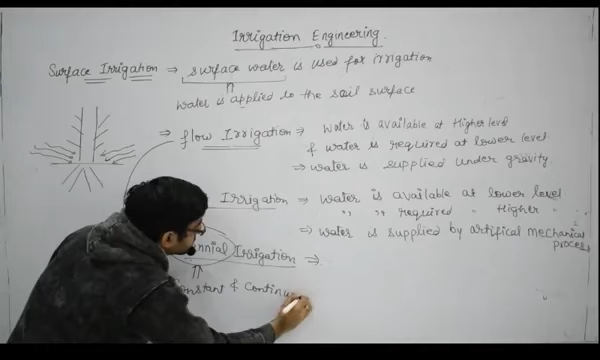 Irrigation Engineering.
Surface Irrigation ⇒ surface water is used for irrigation
water is applied to the soil surface
⇒ flow Irrigation ⇒ water is available at Higher level
& water is required at lower level
⇒ water is supplied under gravity.
Irrigation ⇒ water is available at lower level
" " required " Higher " .
⇒ water is supplied by artifical mechanical
process
nnial Irrigation ⇒
onstant & continu